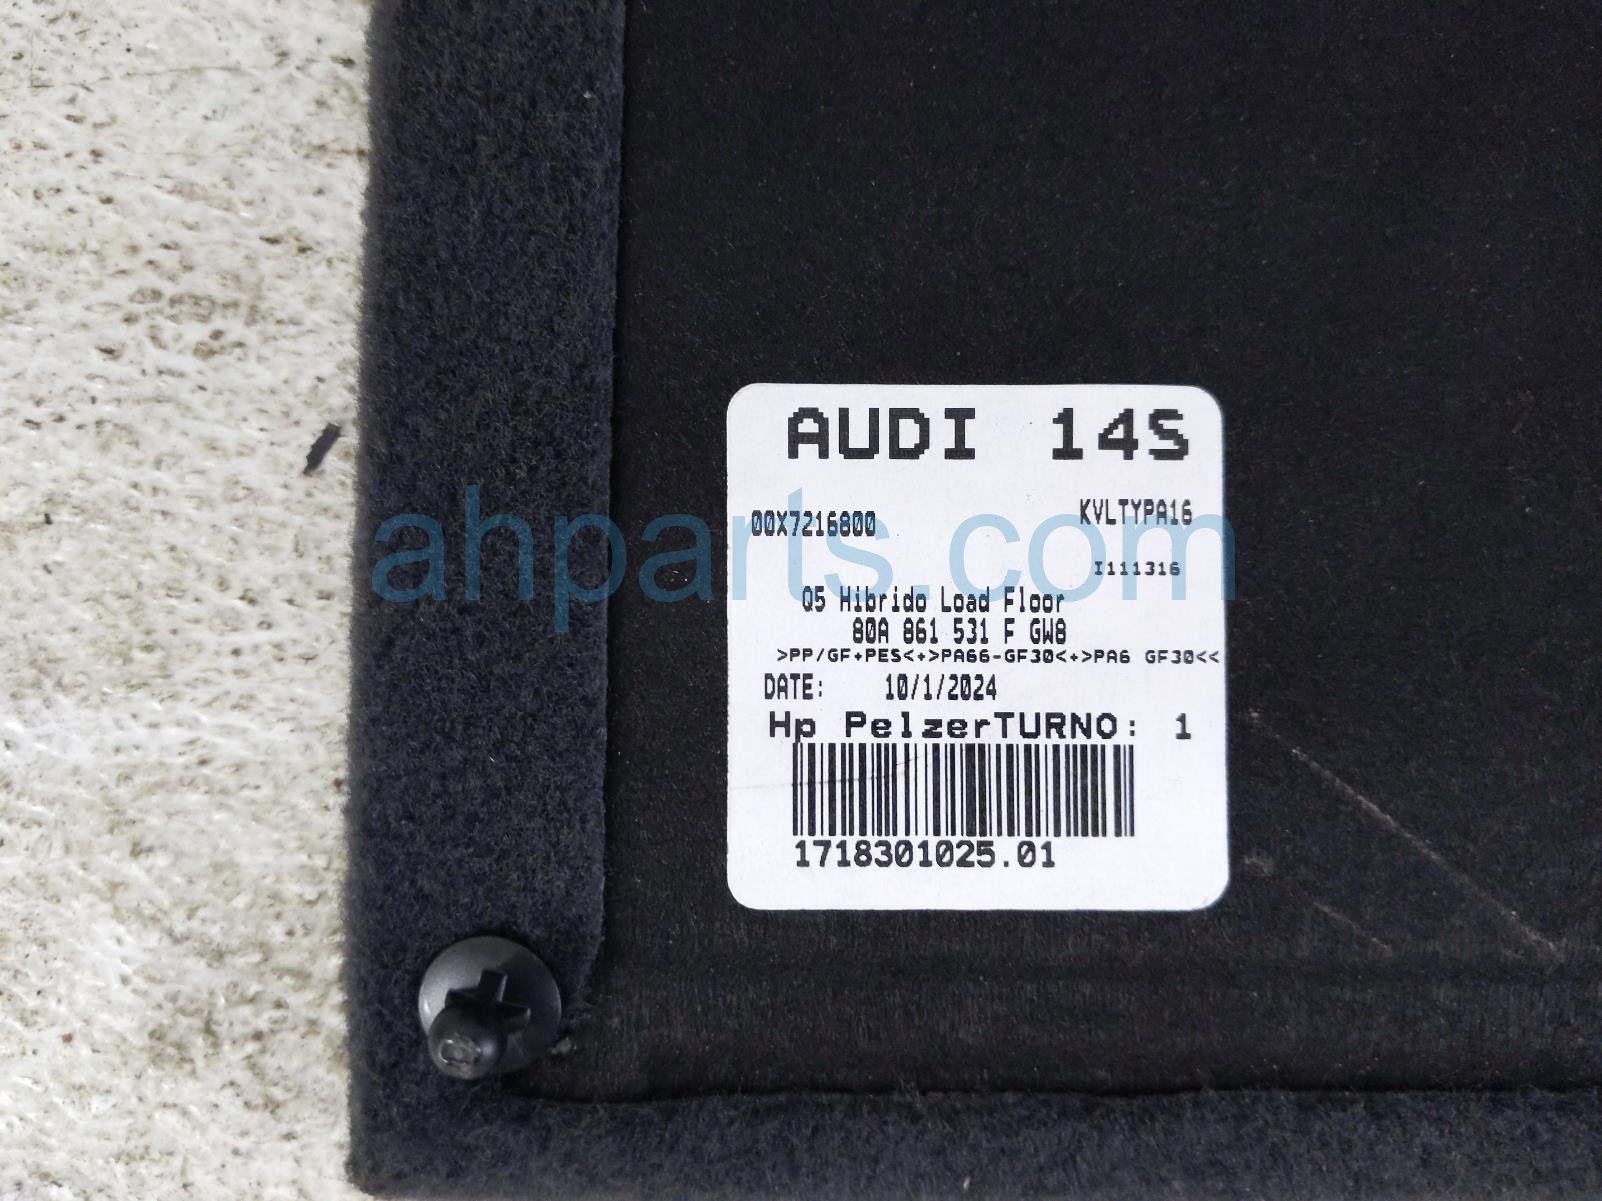 AUDI 14S
00X7216800 KVLTYPA16
I111316
Q5 Hibrido Load Floor
80A 861 531 F GW8
>PP/GF+PES<+>PA66-GF30<+>PA6 GF30<<
DATE: 10/1/2024
Hp PelzerTURNO: 1
1718301025.01
ahparts.com